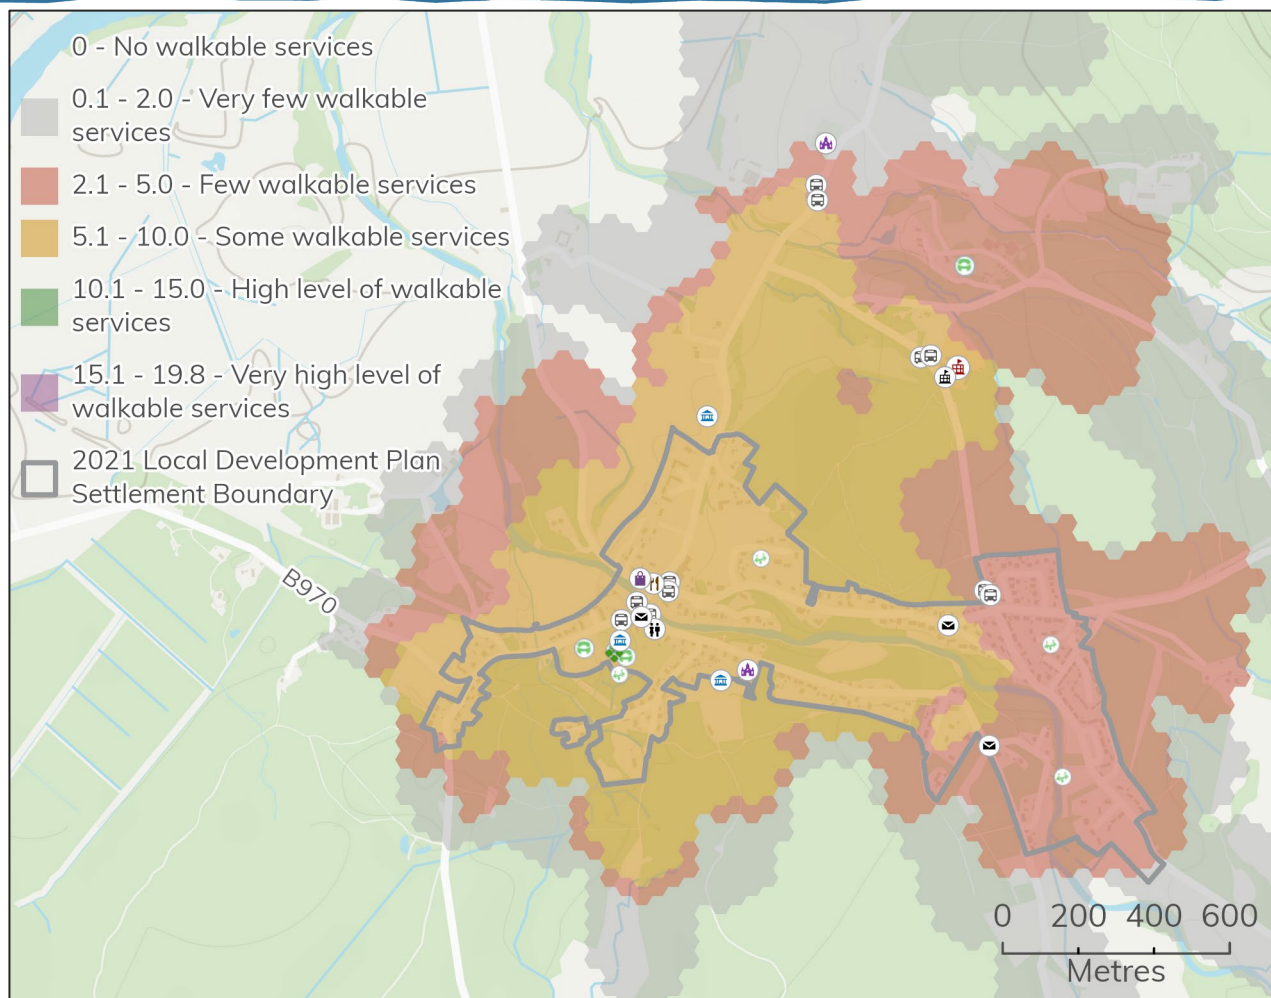 0 - No walkable services
0.1 - 2.0 - Very few walkable
services
2.1 - 5.0 - Few walkable services
5.1 - 10.0 - Some walkable services
10.1 - 15.0 - High level of walkable
services
15.1 - 19.8 - Very high level of
walkable services
2021 Local Development Plan
Settlement Boundary
B970
0 200 400 600
Metres